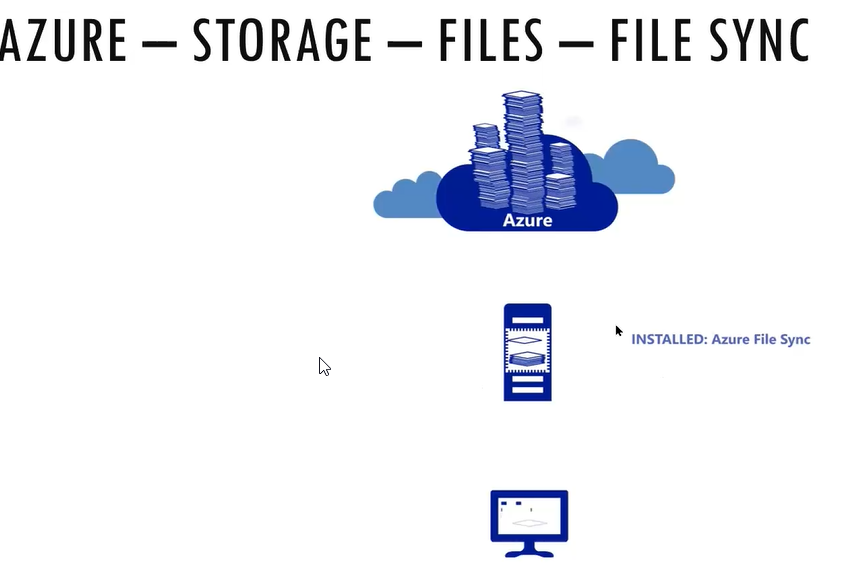 AZURE – STORAGE – FILES – FILE SYNC
Azure
INSTALLED: Azure File Sync